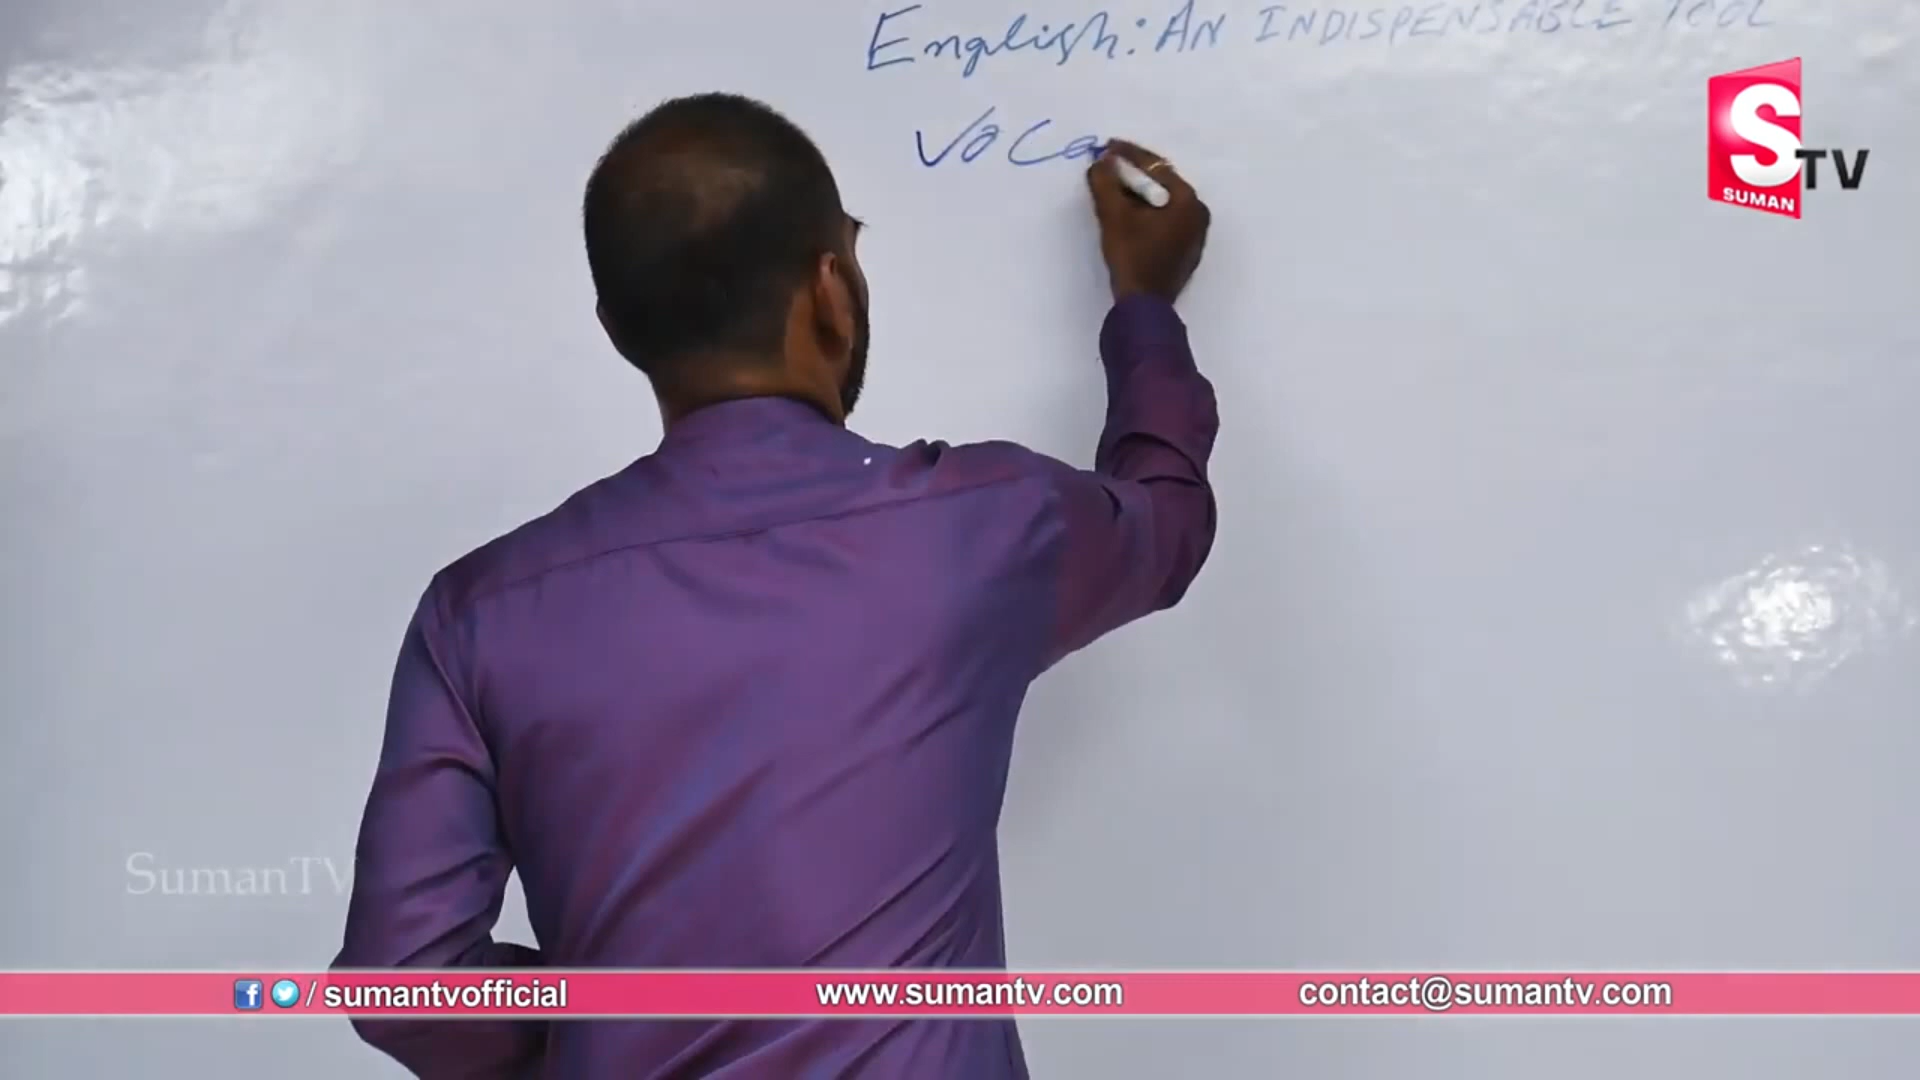 English: AN INDISPENSABLE TOOL
Voca
S TV
SUMAN
SumanTV
/ sumantvofficial
www.sumantv.com
contact@sumantv.com